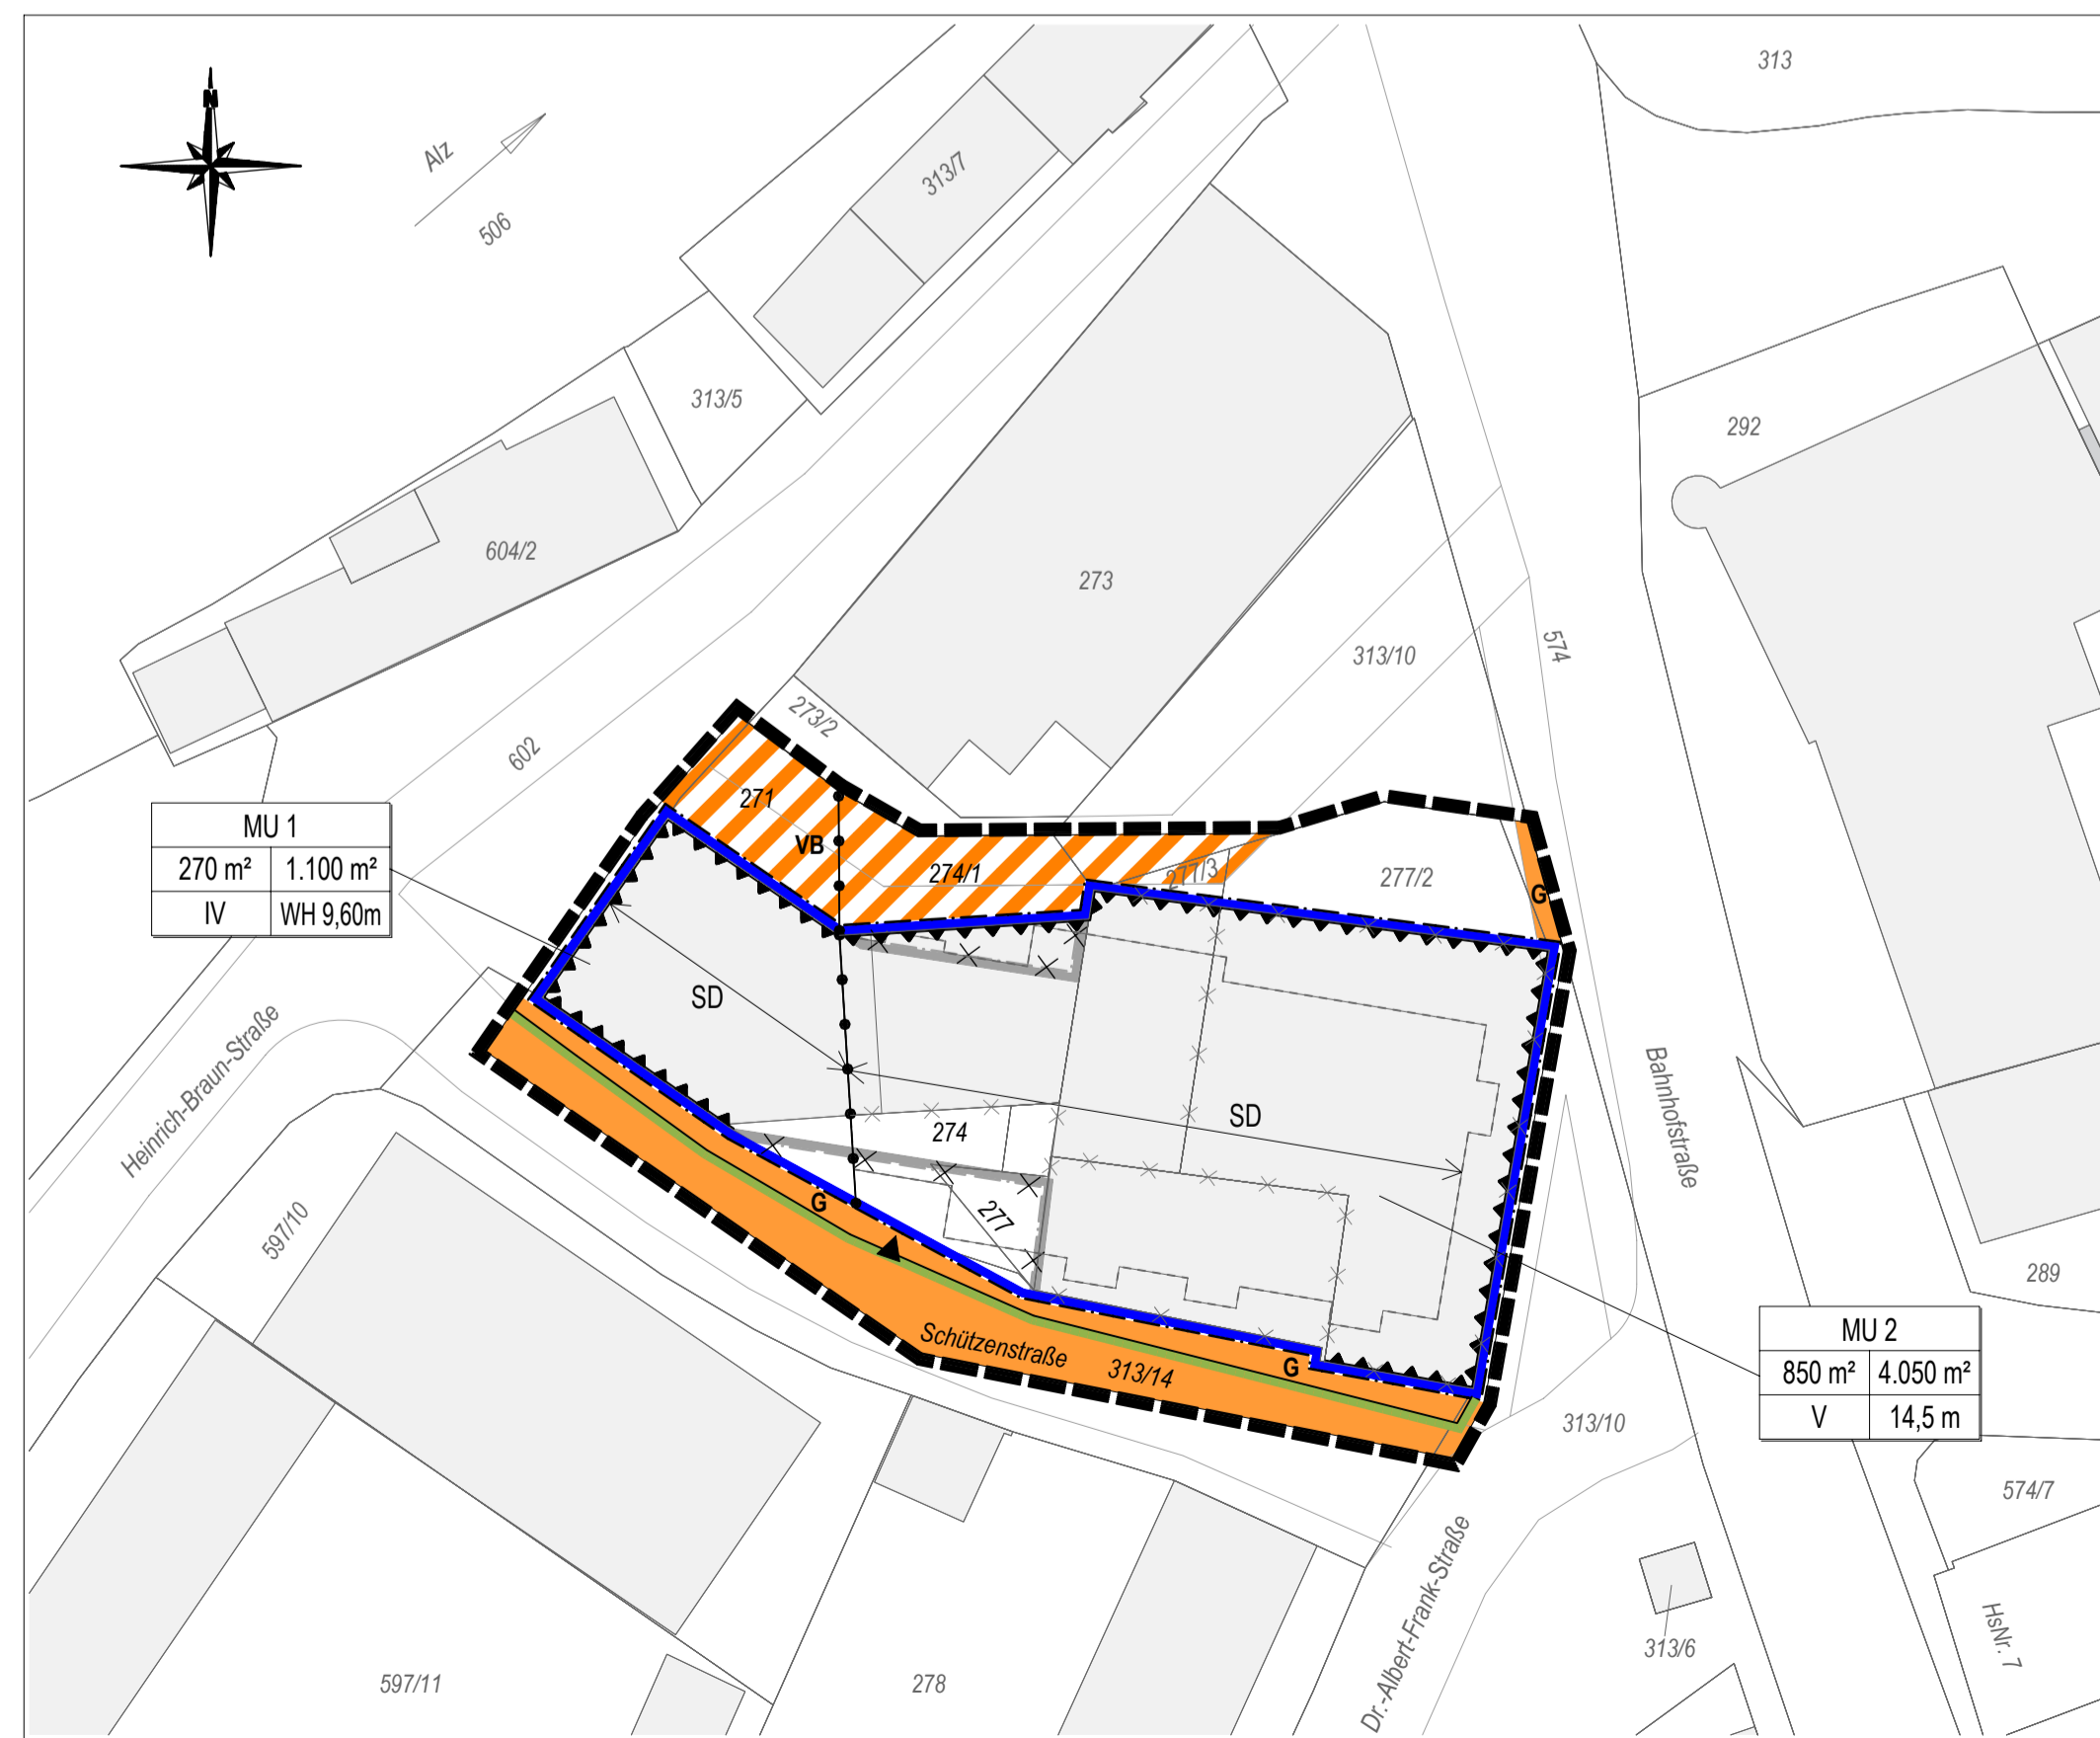 N
Alz
506
313/7
313
313/5
292
604/2
273
313/10
574
273/2
602
271
VB
274/1
277/3
277/2
G
MU 1
270 m² 1.100 m²
IV WH 9,60m
SD
Heinrich-Braun-Straße
Bahnhofstraße
SD
274
G
277
597/10
289
Schützenstraße
313/14
G
MU 2
850 m² 4.050 m²
V 14,5 m
313/10
574/7
Dr.-Albert-Frank-Straße
HsNr. 7
313/6
597/11
278